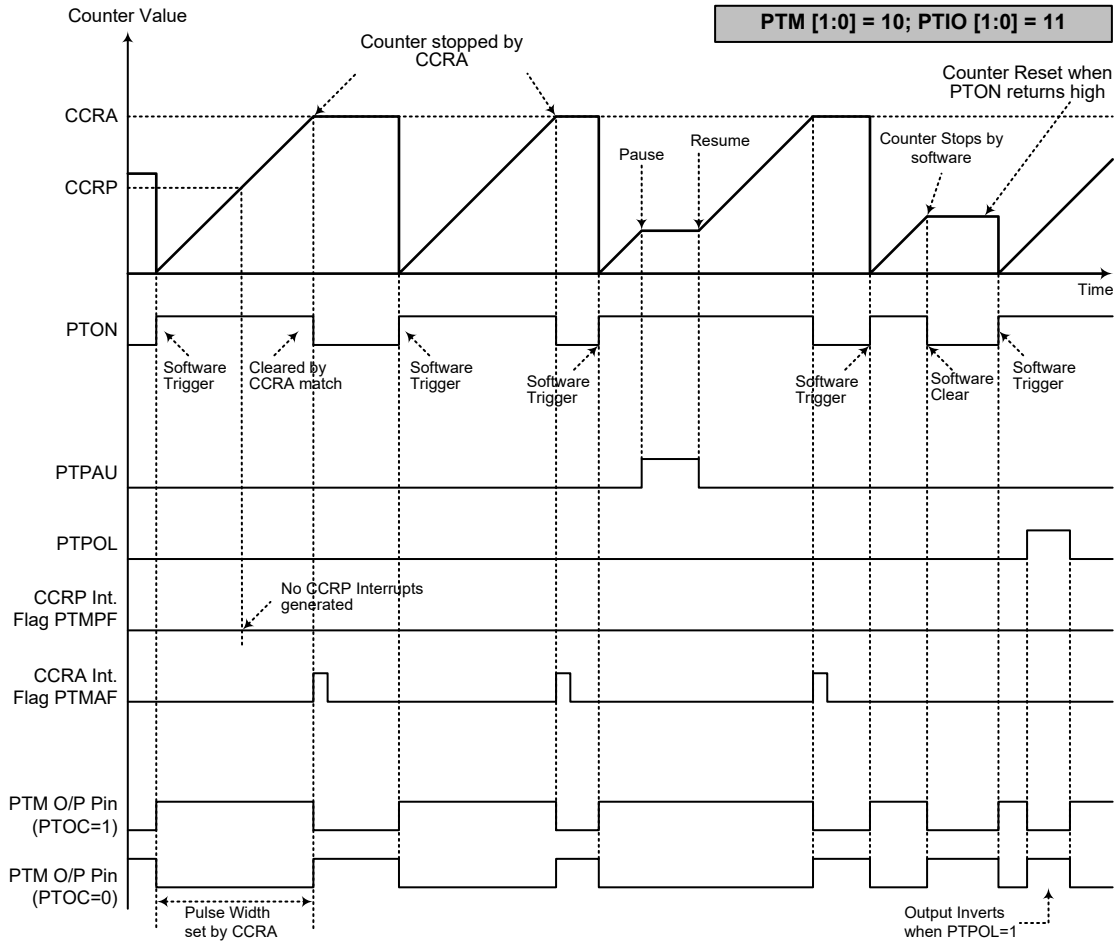 Counter Value
PTM [1:0] = 10; PTIO [1:0] = 11
Counter stopped by
CCRA
Counter Reset when
PTON returns high
CCRA
Pause
Resume
Counter Stops by
software
CCRP
Time
PTON
Software
Trigger
Cleared by
CCRA match
Software
Trigger
Software
Trigger
Software
Trigger
Software
Clear
Software
Trigger
PTPAU
PTPOL
CCRP Int.
Flag PTMPF
No CCRP Interrupts
generated
CCRA Int.
Flag PTMAF
PTM O/P Pin
(PTOC=1)
PTM O/P Pin
(PTOC=0)
Pulse Width
set by CCRA
Output Inverts
when PTPOL=1